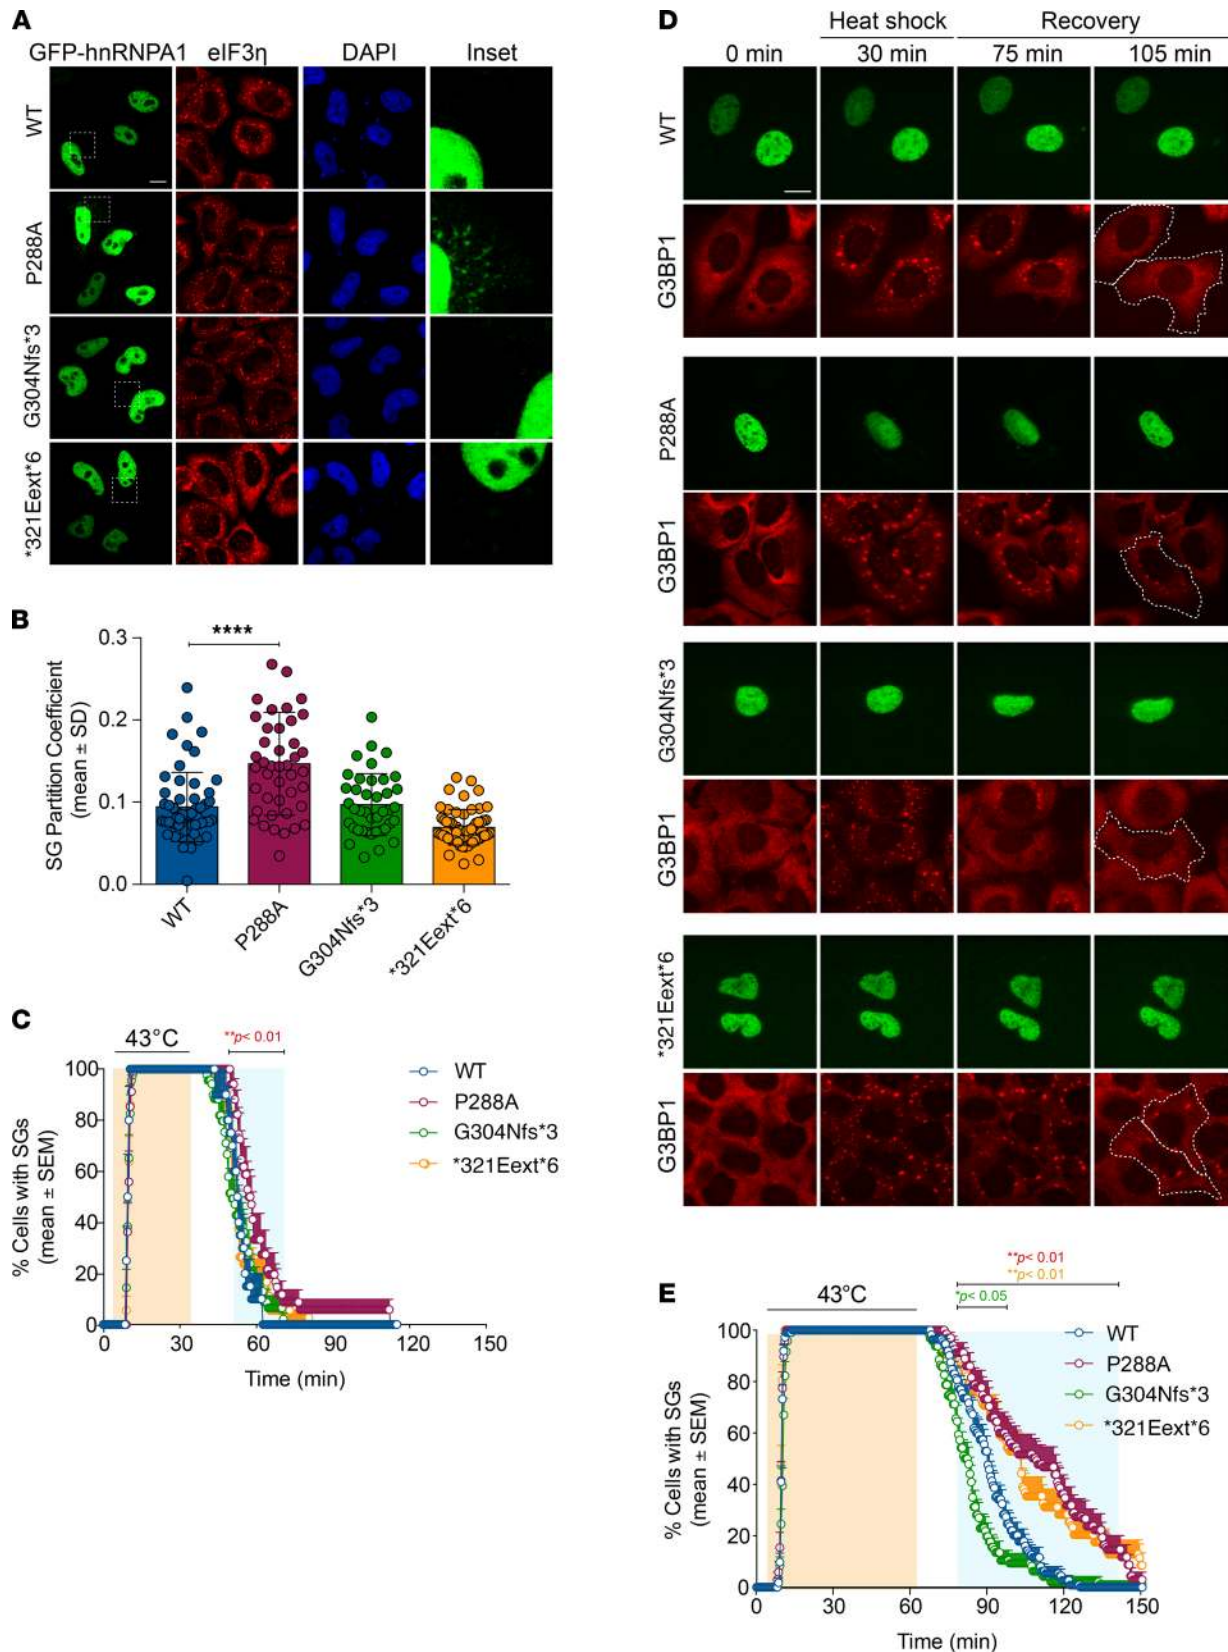 A
GFP-hnRNPA1 eIF3η DAPI Inset
WT
P288A
G304Nfs*3
*321Eext*6
B
****
SG Partition Coefficient
(mean ± SD)
0.3
0.2
0.1
0.0
WT
P288A
G304Nfs*3
*321Eext*6
C
43°C
**p< 0.01
% Cells with SGs
(mean ± SEM)
100
80
60
40
20
0
0 30 60 90 120 150
Time (min)
WT
P288A
G304Nfs*3
*321Eext*6
D
Heat shock Recovery
0 min 30 min 75 min 105 min
WT
G3BP1
P288A
G3BP1
G304Nfs*3
G3BP1
*321Eext*6
G3BP1
E
**p< 0.01
**p< 0.01
*p< 0.05
43°C
% Cells with SGs
(mean ± SEM)
100
80
60
40
20
0
0 30 60 90 120 150
Time (min)
WT
P288A
G304Nfs*3
*321Eext*6